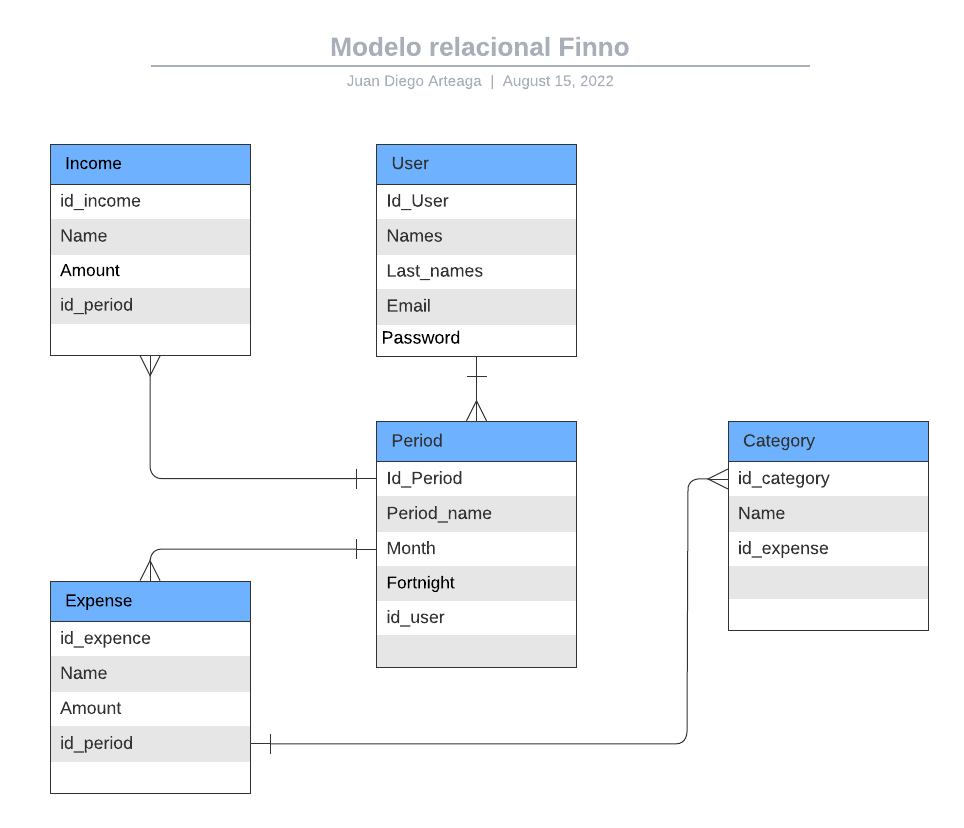 Modelo relacional Finno
Juan Diego Arteaga | August 15, 2022
Income
id_income
Name
Amount
id_period
User
Id_User
Names
Last_names
Email
Password
Period
Id_Period
Period_name
Month
Fortnight
id_user
Category
id_category
Name
id_expense
Expense
id_expence
Name
Amount
id_period